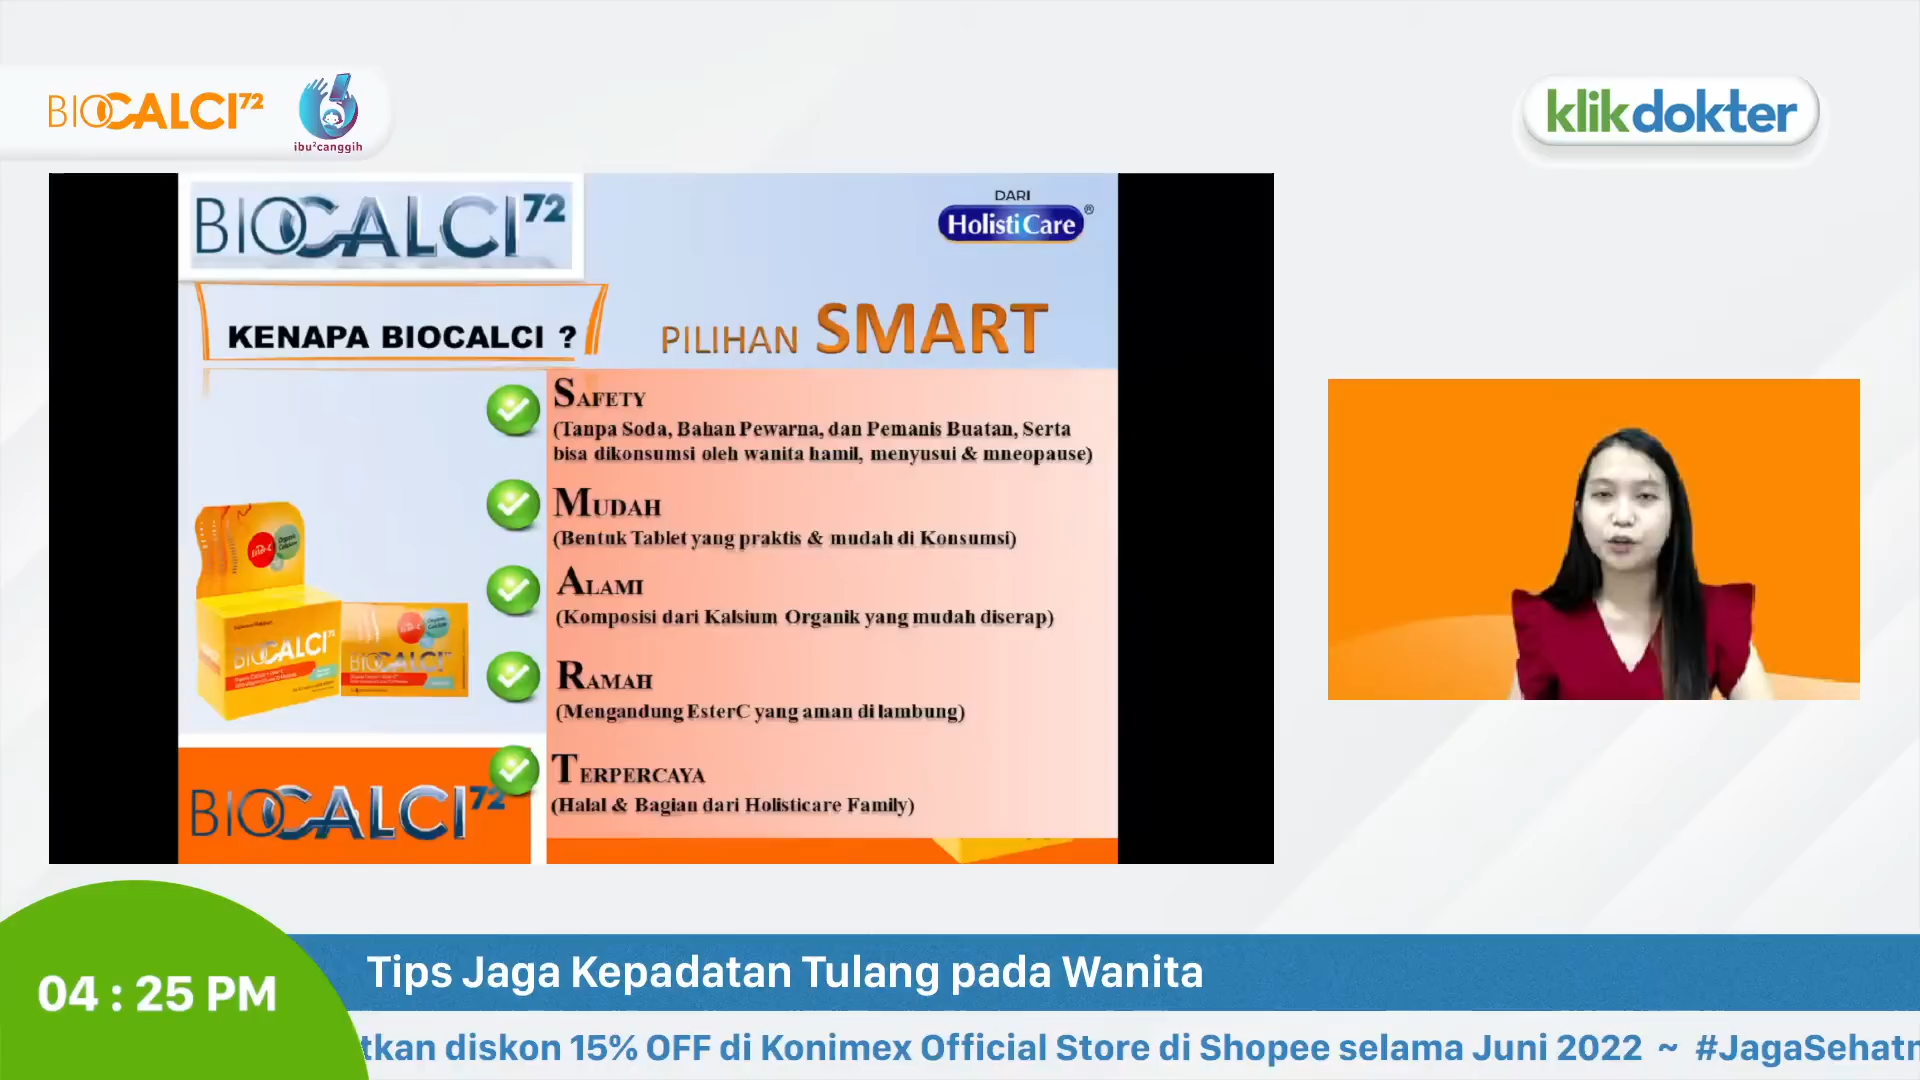 BIOCALCI72
ibu²canggih
klikdokter
BIOCALCI72
DARI
HolistiCare®
KENAPA BIOCALCI ?
PILIHAN SMART
SAFETY
(Tanpa Soda, Bahan Pewarna, dan Pemanis Buatan, Serta
bisa dikonsumsi oleh wanita hamil, menyusui & mneopause)
MUDAH
(Bentuk Tablet yang praktis & mudah di Konsumsi)
ALAMI
(Komposisi dari Kalsium Organik yang mudah diserap)
RAMAH
(Mengandung EsterC yang aman di lambung)
TERPERCAYA
(Halal & Bagian dari Holisticare Family)
BIOCALCI
BIOCALCI
BIOCALCI72
04 : 25 PM
Tips Jaga Kepadatan Tulang pada Wanita
tkan diskon 15% OFF di Konimex Official Store di Shopee selama Juni 2022 ~ #JagaSehatn